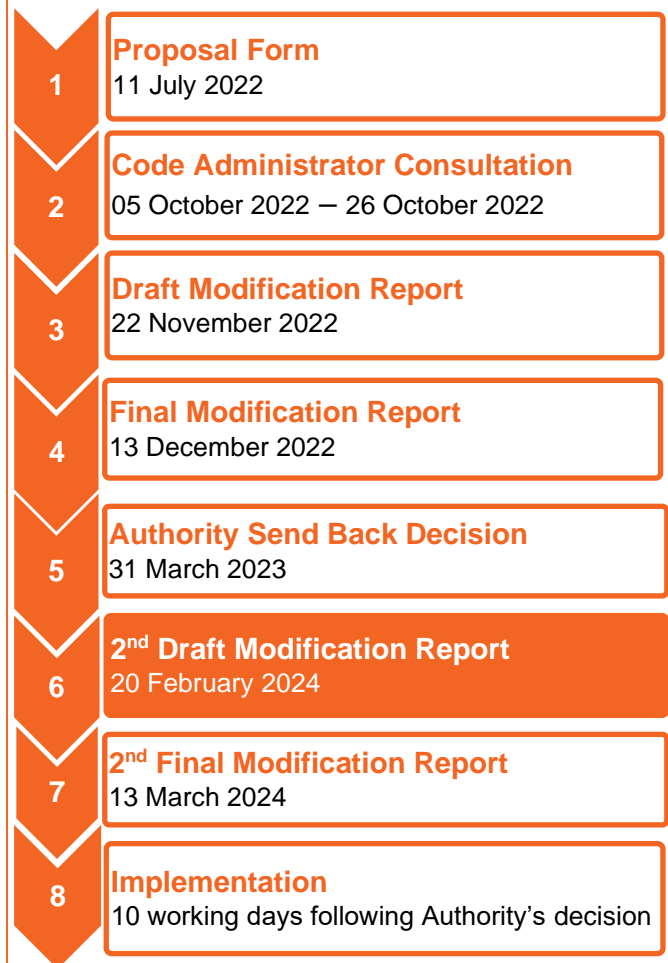 1
Proposal Form
11 July 2022
2
Code Administrator Consultation
05 October 2022 – 26 October 2022
3
Draft Modification Report
22 November 2022
4
Final Modification Report
13 December 2022
5
Authority Send Back Decision
31 March 2023
6
2nd Draft Modification Report
20 February 2024
7
2nd Final Modification Report
13 March 2024
8
Implementation
10 working days following Authority’s decision